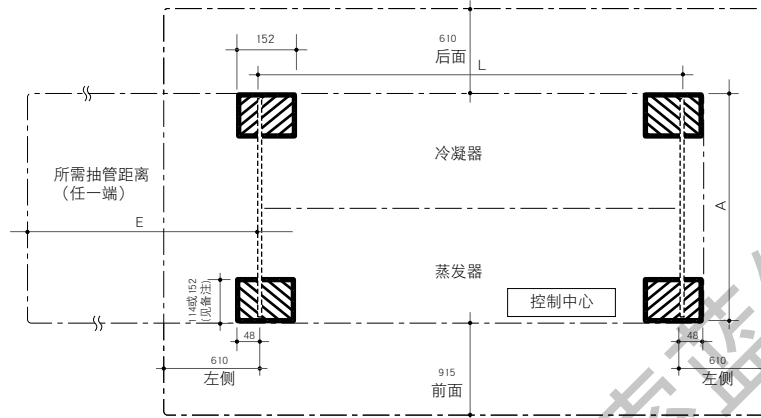 152
610
后面
L
冷凝器
所需抽管距离
（任一端）
E
A
蒸发器
114或152
(见备注)
控制中心
48
48
610
左侧
915
前面
610
左侧